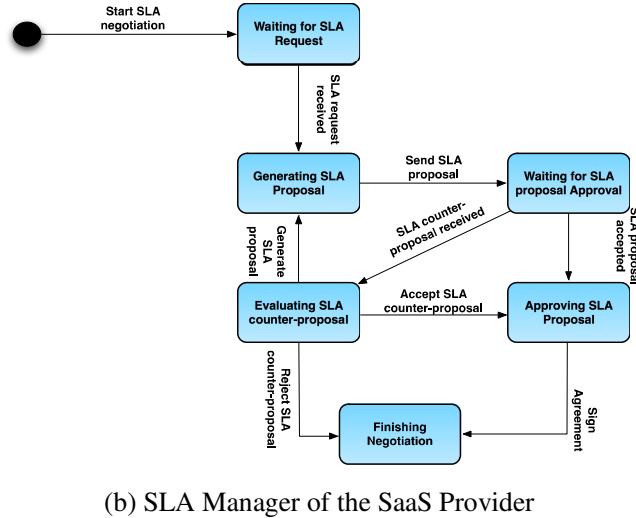 Start SLA
negotiation
Waiting for SLA
Request
SLA request
received
Generating SLA
Proposal
Send SLA
proposal
Waiting for SLA
proposal Approval
Generate
SLA
proposal
SLA counter-
proposal received
SLA proposal
accepted
Evaluating SLA
counter-proposal
Accept SLA
counter-proposal
Approving SLA
Proposal
Reject SLA
counter-proposal
Finishing
Negotiation
Sign
Agreement
(b) SLA Manager of the SaaS Provider